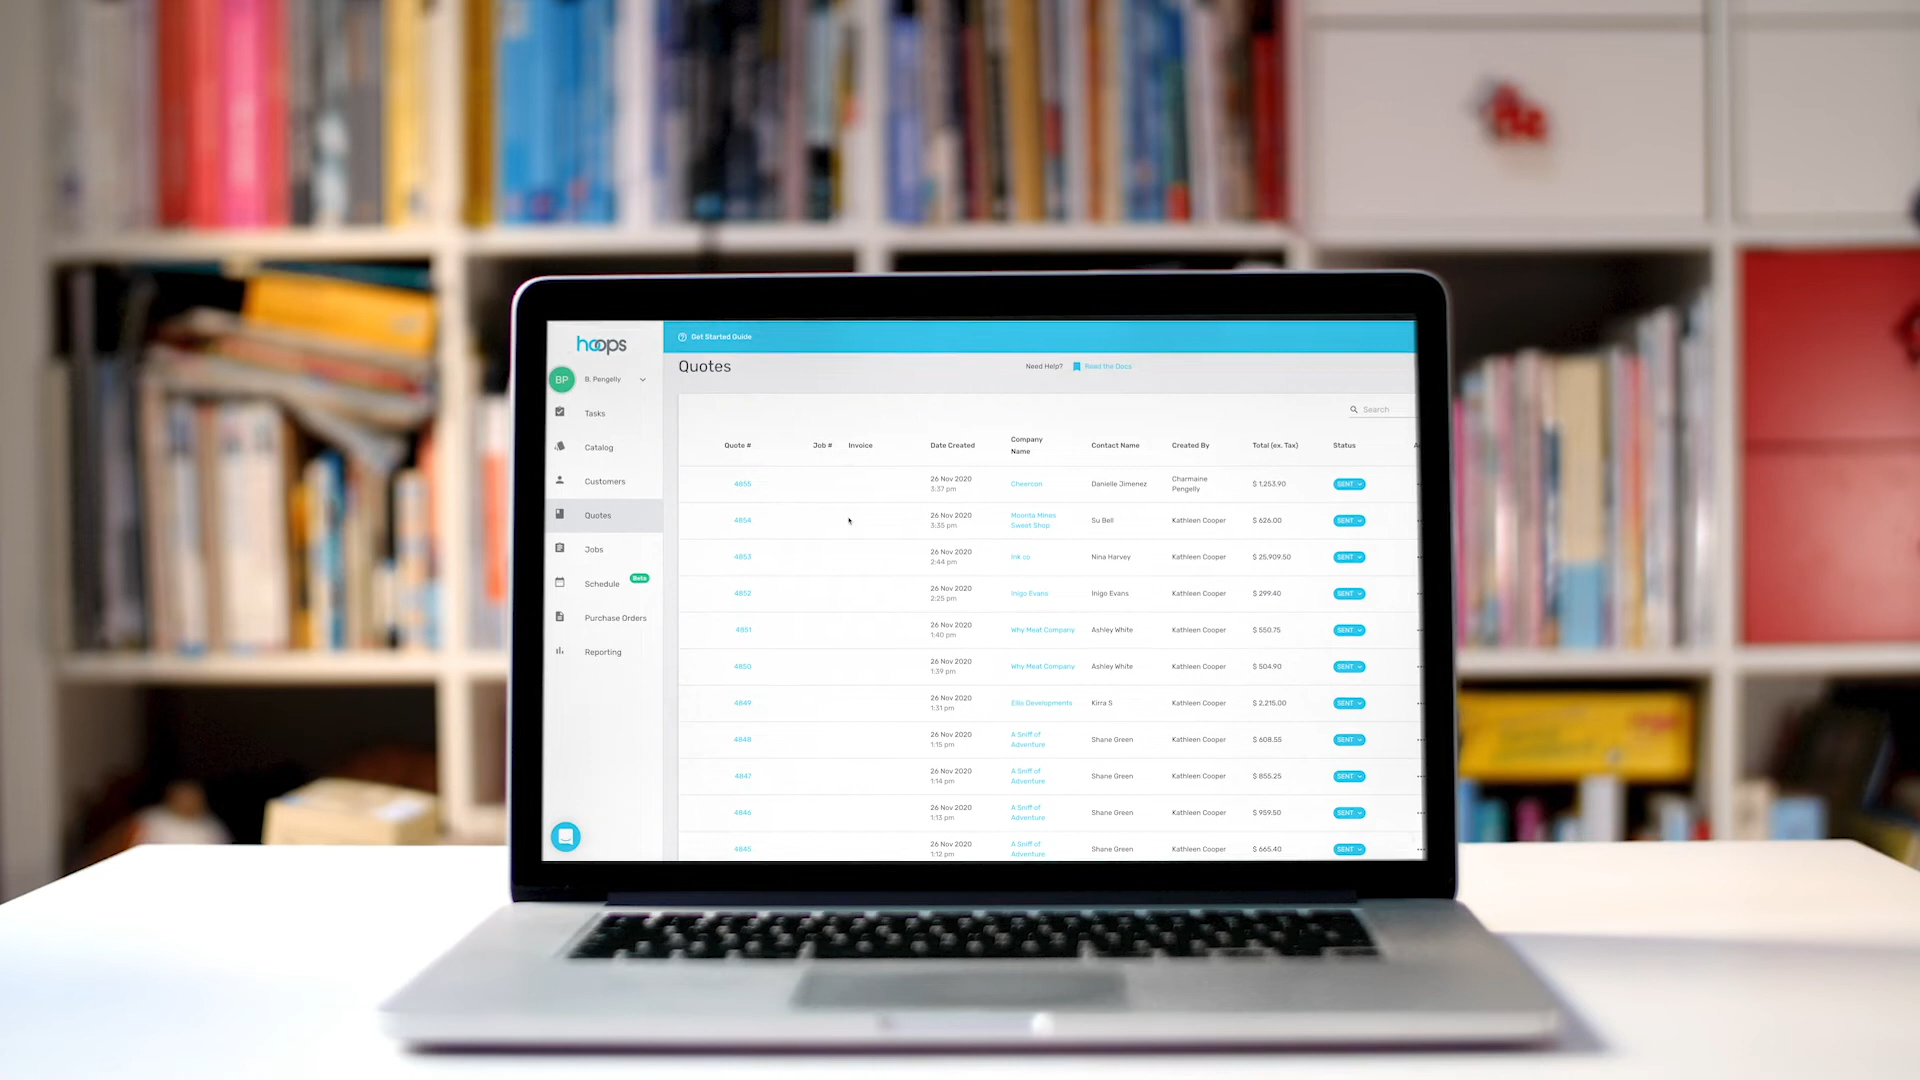 hoops
Get Started Guide
BP
B. Pengelly
Tasks
Catalog
Customers
Quotes
Jobs
Schedule Beta
Purchase Orders
Reporting
Quotes
Need Help? Read the Docs
Search
Quote # Job # Invoice Date Created Company Name Contact Name Created By Total (ex. Tax) Status
4855 26 Nov 2020 3:37 pm Cheercon Danielle Jimenez Charmaine Pengelly $ 1,253.90 SENT
4854 26 Nov 2020 3:35 pm Moonta Mines Sweet Shop Su Bell Kathleen Cooper $ 626.00 SENT
4853 26 Nov 2020 2:44 pm Ink co Nina Harvey Kathleen Cooper $ 25,909.50 SENT
4852 26 Nov 2020 2:25 pm Inigo Evans Inigo Evans Kathleen Cooper $ 299.40 SENT
4851 26 Nov 2020 1:40 pm Why Meat Company Ashley White Kathleen Cooper $ 550.75 SENT
4850 26 Nov 2020 1:39 pm Why Meat Company Ashley White Kathleen Cooper $ 504.90 SENT
4849 26 Nov 2020 1:31 pm Ellis Developments Kirra S Kathleen Cooper $ 2,215.00 SENT
4848 26 Nov 2020 1:15 pm A Sniff of Adventure Shane Green Kathleen Cooper $ 608.55 SENT
4847 26 Nov 2020 1:14 pm A Sniff of Adventure Shane Green Kathleen Cooper $ 855.25 SENT
4846 26 Nov 2020 1:13 pm A Sniff of Adventure Shane Green Kathleen Cooper $ 959.50 SENT
4845 26 Nov 2020 1:12 pm A Sniff of Adventure Shane Green Kathleen Cooper $ 665.40 SENT